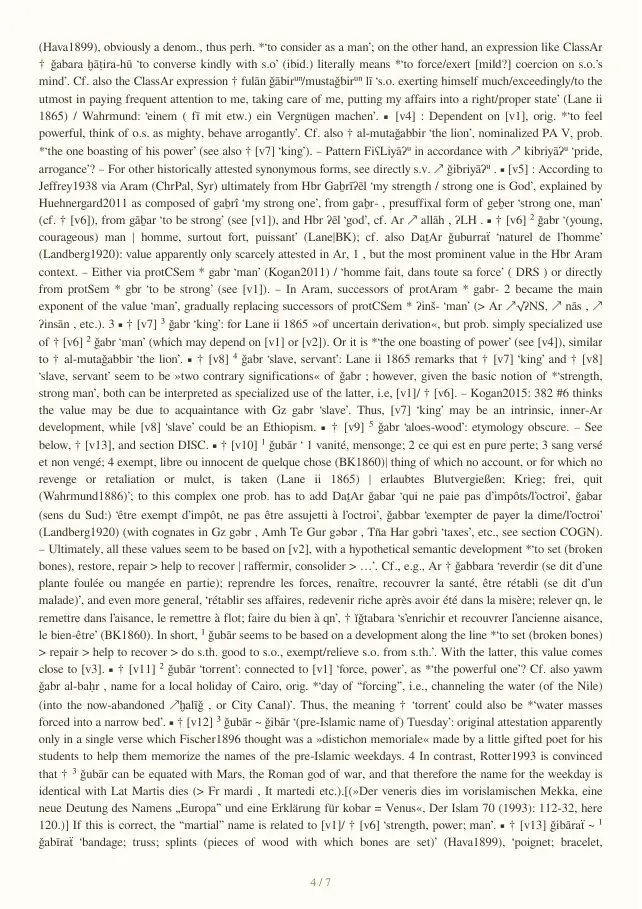 (Hava1899), obviously a denom., thus perh. *‘to consider as a man’; on the other hand, an expression like ClassAr
† ǧabara ḫāṭira-hū ‘to converse kindly with s.o’ (ibid.) literally means *‘to force/exert [mild?] coercion on s.o.’s
mind’. Cf. also the ClassAr expression † fulān ǧābirᵘⁿ/mustaǧbirᵘⁿ lī ‘s.o. exerting himself much/exceedingly/to the
utmost in paying frequent attention to me, taking care of me, putting my affairs into a right/proper state’ (Lane ii
1865) / Wahrmund: ‘einem ( fī mit etw.) ein Vergnügen machen’. ▪ [v4] : Dependent on [v1], orig. *‘to feel
powerful, think of o.s. as mighty, behave arrogantly’. Cf. also † al-mutaǧabbir ‘the lion’, nominalized PA V, prob.
*‘the one boasting of his power’ (see also † [v7] ‘king’). – Pattern FiʕLiyāʔᵘ in accordance with ↗ kibriyāʔᵘ ‘pride,
arrogance’? – For other historically attested synonymous forms, see directly s.v. ↗ ǧibriyāʔᵘ . ▪ [v5] : According to
Jeffrey1938 via Aram (ChrPal, Syr) ultimately from Hbr Gaḇrīʔēl ‘my strength / strong one is God’, explained by
Huehnergard2011 as composed of gaḇrî ‘my strong one’, from gaḇr- , presuffixal form of geḇer ‘strong one, man’
(cf. † [v6]), from gāḇar ‘to be strong’ (see [v1]), and Hbr ʔēl ‘god’, cf. Ar ↗ allāh , ʔLH . ▪ † [v6] ² ǧabr ‘(young,
courageous) man | homme, surtout fort, puissant’ (Lane|BK); cf. also DaṯAr ǧuburraẗ ‘naturel de l’homme’
(Landberg1920): value apparently only scarcely attested in Ar, 1 , but the most prominent value in the Hbr Aram
context. – Either via protCSem * gabr ‘man’ (Kogan2011) / ‘homme fait, dans toute sa force’ ( DRS ) or directly
from protSem * gbr ‘to be strong’ (see [v1]). – In Aram, successors of protAram * gabr- 2 became the main
exponent of the value ‘man’, gradually replacing successors of protCSem * ʔināš- ‘man’ (> Ar ↗√ʔNS, ↗ nās , ↗
ʔinsān , etc.). 3 ▪ † [v7] ³ ǧabr ‘king’: for Lane ii 1865 »of uncertain derivation«, but prob. simply specialized use
of † [v6] ² ǧabr ‘man’ (which may depend on [v1] or [v2]). Or it is *‘the one boasting of power’ (see [v4]), similar
to † al-mutaǧabbir ‘the lion’. ▪ † [v8] ⁴ ǧabr ‘slave, servant’: Lane ii 1865 remarks that † [v7] ‘king’ and † [v8]
‘slave, servant’ seem to be »two contrary significations« of ǧabr ; however, given the basic notion of *‘strength,
strong man’, both can be interpreted as specialized use of the latter, i.e, [v1]/ † [v6]. – Kogan2015: 382 #6 thinks
the value may be due to acquaintance with Gz gabr ‘slave’. Thus, [v7] ‘king’ may be an intrinsic, inner-Ar
development, while [v8] ‘slave’ could be an Ethiopism. ▪ † [v9] ⁵ ǧabr ‘aloes-wood’: etymology obscure. – See
below, † [v13], and section DISC. ▪ † [v10] ¹ ǧubār ‘ 1 vanité, mensonge; 2 ce qui est en pure perte; 3 sang versé
et non vengé; 4 exempt, libre ou innocent de quelque chose (BK1860)| thing of which no account, or for which no
revenge or retaliation or mulct, is taken (Lane ii 1865) | erlaubtes Blutvergießen; Krieg; frei, quit
(Wahrmund1886)’; to this complex one prob. has to add DaṯAr ǧabar ‘qui ne paie pas d’impôts/l’octroi’, ǧabar
(sens du Sud:) ‘être exempt d’impôt, ne pas être assujetti à l’octroi’, ǧabbar ‘exempter de payer la dime/l’octroi’
(Landberg1920) (with cognates in Gz gəbr , Amh Te Gur gəbər , Tña Har gəbri ‘taxes’, etc., see section COGN).
– Ultimately, all these values seem to be based on [v2], with a hypothetical semantic development *‘to set (broken
bones), restore, repair > help to recover | raffermir, consolider > …’. Cf., e.g., Ar † ǧabbara ‘reverdir (se dit d’une
plante foulée ou mangée en partie); reprendre les forces, renaître, recouvrer la santé, être rétabli (se dit d’un
malade)’, and even more general, ‘rétablir ses affaires, redevenir riche après avoir été dans la misère; relever qn, le
remettre dans l’aisance, le remettre à flot; faire du bien à qn’, † ĭǧtabara ‘s’enrichir et recouvrer l’ancienne aisance,
le bien-être’ (BK1860). In short, ¹ ǧubār seems to be based on a development along the line *‘to set (broken bones)
> repair > help to recover > do s.th. good to s.o., exempt/relieve s.o. from s.th.’. With the latter, this value comes
close to [v3]. ▪ † [v11] ² ǧubār ‘torrent’: connected to [v1] ‘force, power’, as *‘the powerful one’? Cf. also yawm
ǧabr al-baḥr , name for a local holiday of Cairo, orig. *‘day of “forcing”, i.e., channeling the water (of the Nile)
(into the now-abandoned ↗ḫalīǧ , or City Canal)’. Thus, the meaning † ‘torrent’ could also be *‘water masses
forced into a narrow bed’. ▪ † [v12] ³ ǧubār ~ ǧibār ‘(pre-Islamic name of) Tuesday’: original attestation apparently
only in a single verse which Fischer1896 thought was a »distichon memoriale« made by a little gifted poet for his
students to help them memorize the names of the pre-Islamic weekdays. 4 In contrast, Rotter1993 is convinced
that † ³ ǧubār can be equated with Mars, the Roman god of war, and that therefore the name for the weekday is
identical with Lat Martis dies (> Fr mardi , It martedi etc.).[(»Der veneris dies im vorislamischen Mekka, eine
neue Deutung des Namens „Europa” und eine Erklärung für kobar = Venus«, Der Islam 70 (1993): 112-32, here
120.)] If this is correct, the “martial” name is related to [v1]/ † [v6] ‘strength, power; man’. ▪ † [v13] ǧibāraẗ ~ ¹
ǧabīraẗ ‘bandage; truss; splints (pieces of wood with which bones are set)’ (Hava1899), ‘poignet; bracelet,
4 / 7